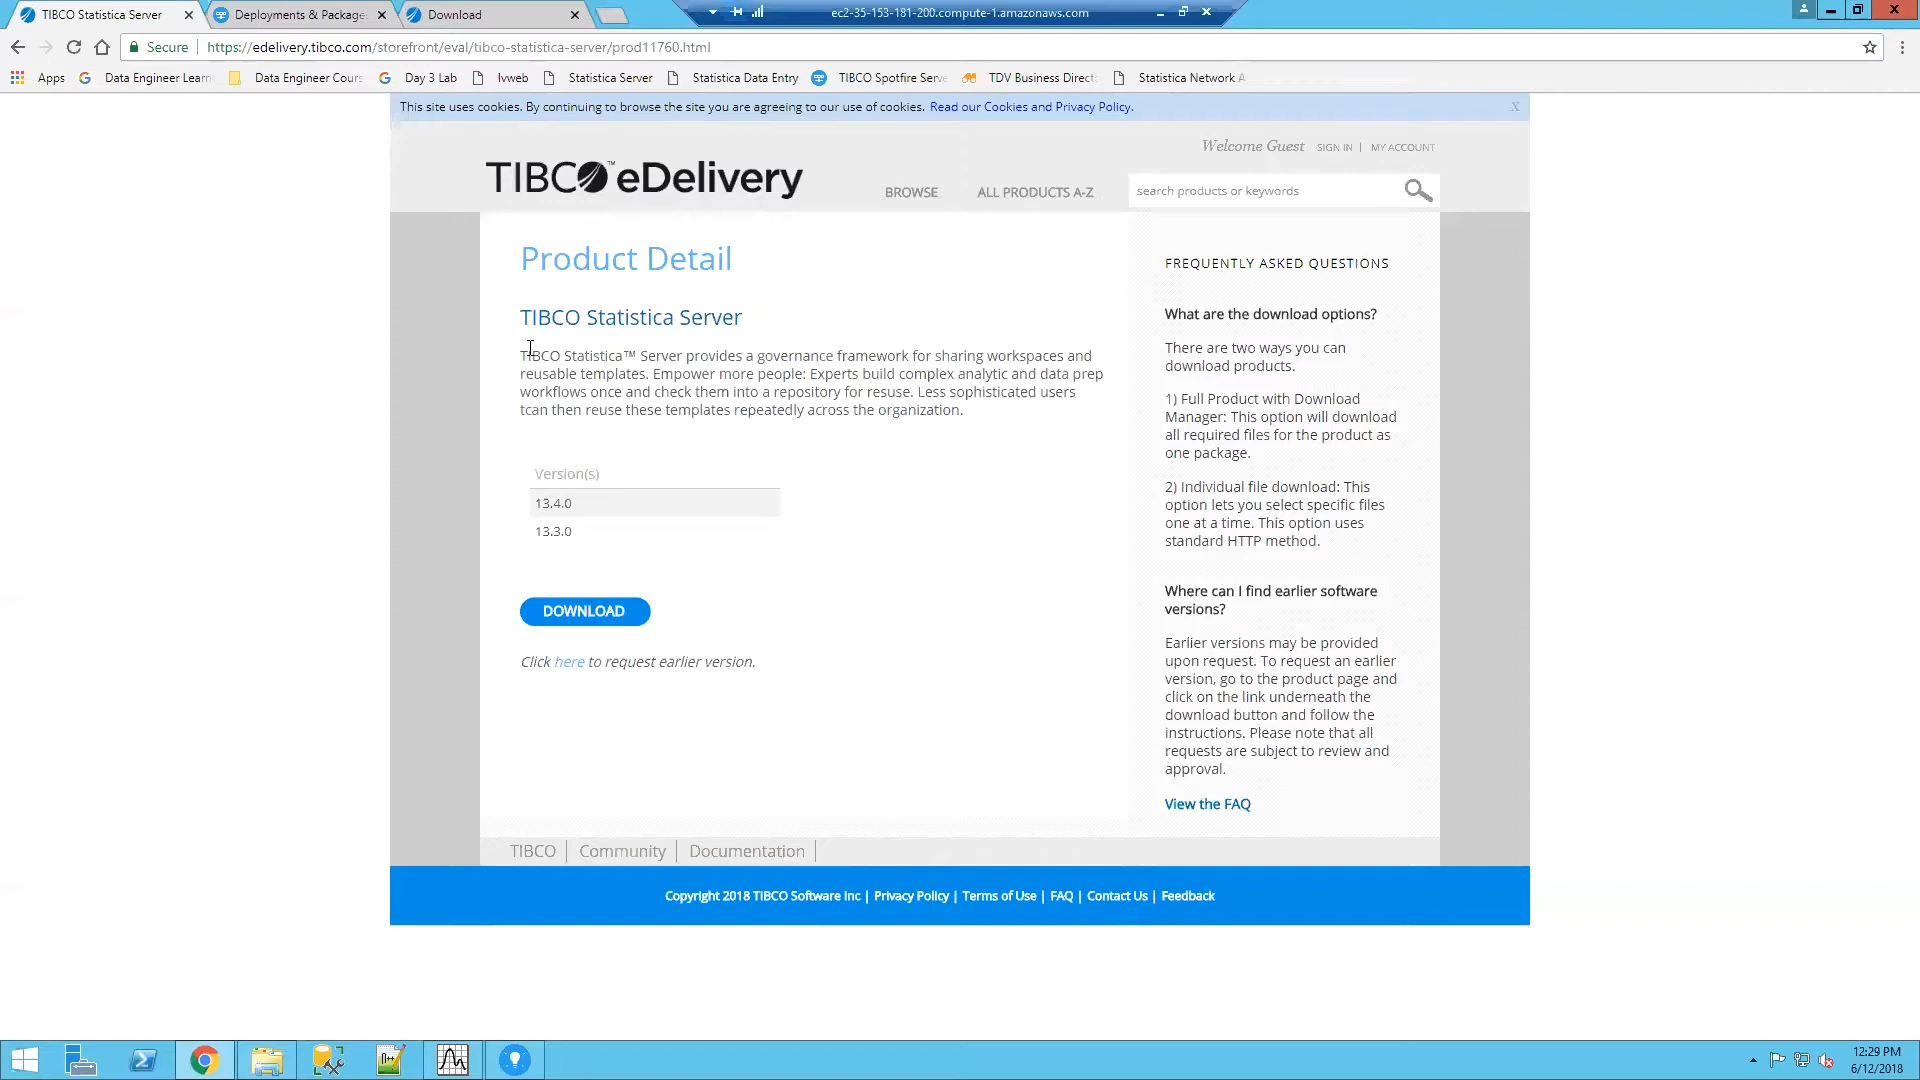 TIBCO Statistica Server
Deployments & Package
Download
ec2-35-153-181-200.compute-1.amazonaws.com
Secure
https://edelivery.tibco.com/storefront/eval/tibco-statistica-server/prod11760.html
Apps
Data Engineer Learn
Data Engineer Cours
Day 3 Lab
lvweb
Statistica Server
Statistica Data Entry
TIBCO Spotfire Serve
TDV Business Direct
Statistica Network A
This site uses cookies. By continuing to browse the site you are agreeing to our use of cookies. Read our Cookies and Privacy Policy.
X
Welcome Guest SIGN IN | MY ACCOUNT
TIBCO™ eDelivery
BROWSE
ALL PRODUCTS A-Z
search products or keywords
Product Detail
TIBCO Statistica Server
TIBCO Statistica™ Server provides a governance framework for sharing workspaces and
reusable templates. Empower more people: Experts build complex analytic and data prep
workflows once and check them into a repository for resuse. Less sophisticated users
tcan then reuse these templates repeatedly across the organization.
Version(s)
13.4.0
13.3.0
DOWNLOAD
Click here to request earlier version.
FREQUENTLY ASKED QUESTIONS
What are the download options?
There are two ways you can
download products.
1) Full Product with Download
Manager: This option will download
all required files for the product as
one package.
2) Individual file download: This
option lets you select specific files
one at a time. This option uses
standard HTTP method.
Where can I find earlier software
versions?
Earlier versions may be provided
upon request. To request an earlier
version, go to the product page and
click on the link underneath the
download button and follow the
instructions. Please note that all
requests are subject to review and
approval.
View the FAQ
TIBCO | Community | Documentation |
Copyright 2018 TIBCO Software Inc | Privacy Policy | Terms of Use | FAQ | Contact Us | Feedback
12:29 PM
6/12/2018